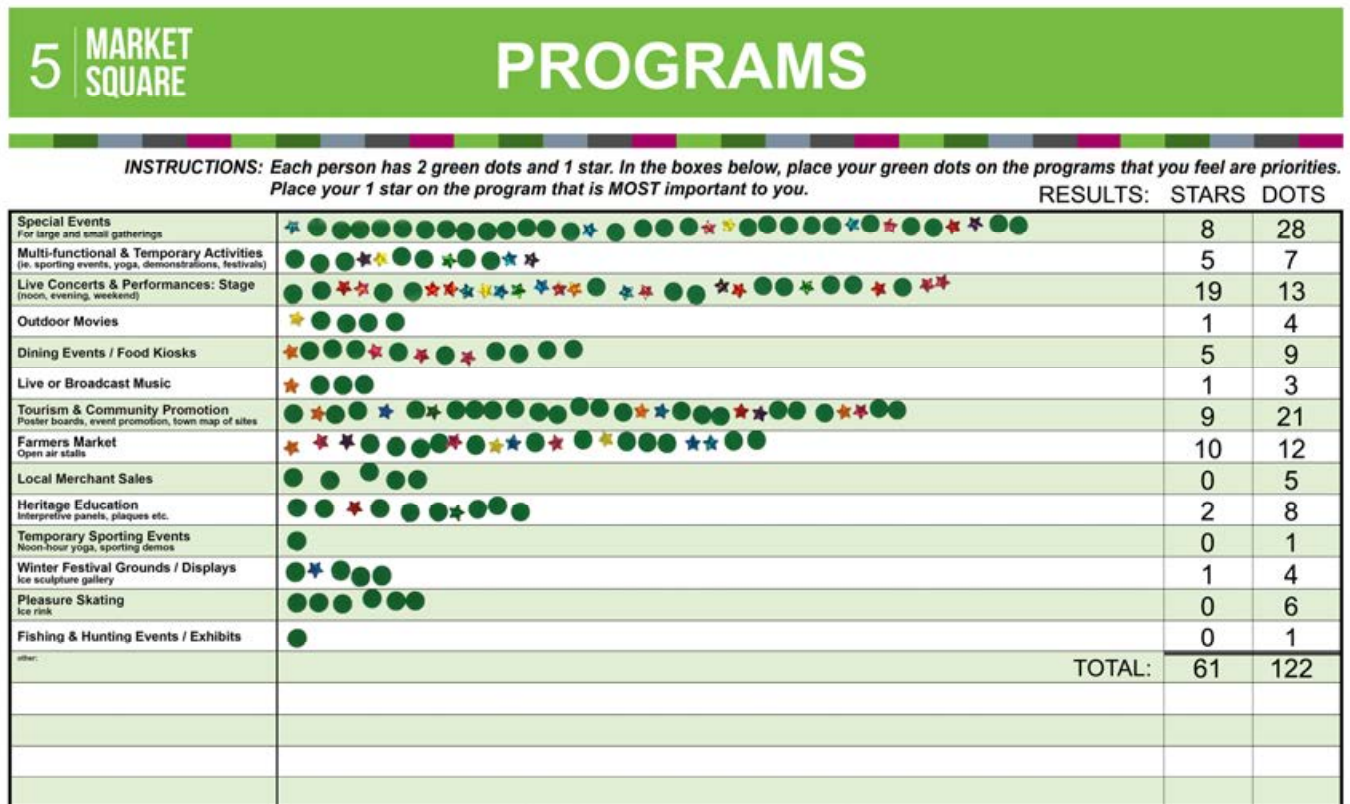 5 MARKET SQUARE
PROGRAMS
INSTRUCTIONS: Each person has 2 green dots and 1 star. In the boxes below, place your green dots on the programs that you feel are priorities.
Place your 1 star on the program that is MOST important to you.
RESULTS: STARS DOTS
Special Events 8 28
For large and small gatherings
Multi-functional & Temporary Activities 5 7
(ie. sporting events, yoga, demonstrations, festivals)
Live Concerts & Performances: Stage 19 13
(noon, evening, weekend)
Outdoor Movies 1 4
Dining Events / Food Kiosks 5 9
Live or Broadcast Music 1 3
Tourism & Community Promotion 9 21
Poster boards, event promotion, town map of sites
Farmers Market 10 12
Open air stalls
Local Merchant Sales 0 5
Heritage Education 2 8
Interpretive panels, plaques etc.
Temporary Sporting Events 0 1
Noon-hour yoga, sporting demos
Winter Festival Grounds / Displays 1 4
Ice sculpture gallery
Pleasure Skating 0 6
Ice rink
Fishing & Hunting Events / Exhibits 0 1
other:
TOTAL: 61 122